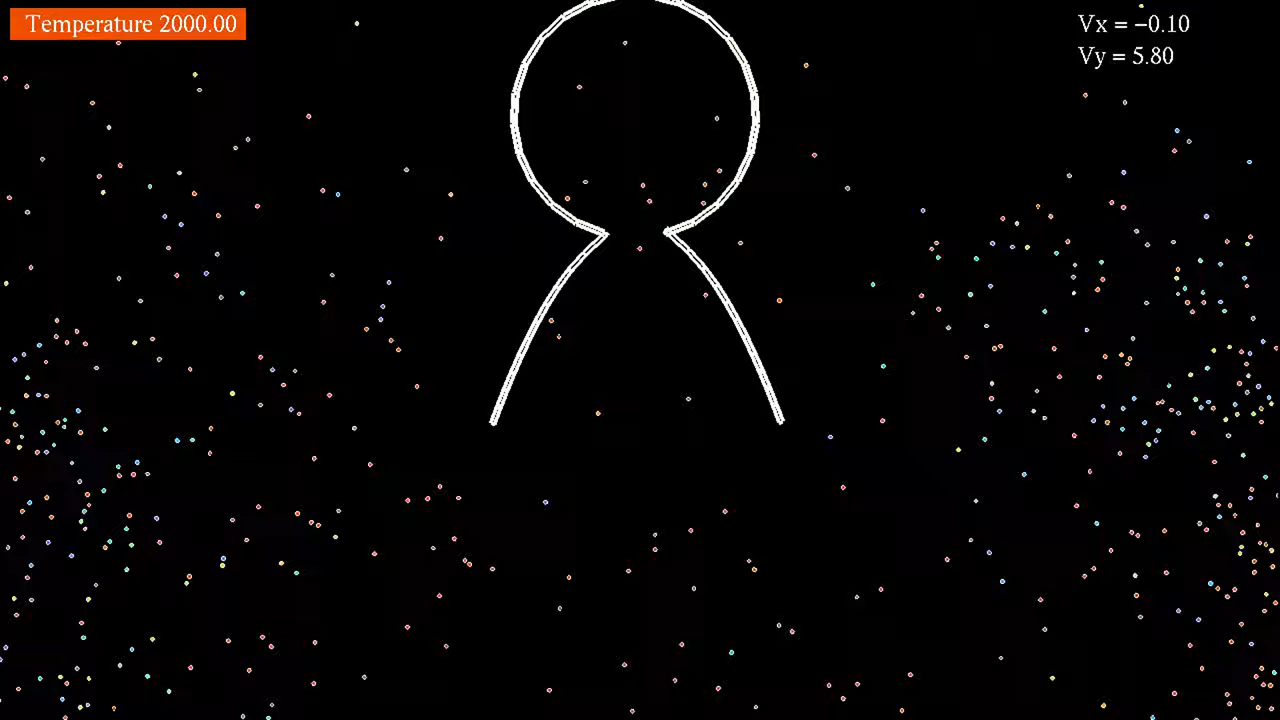 Temperature 2000.00
Vx = −0.10
Vy = 5.80